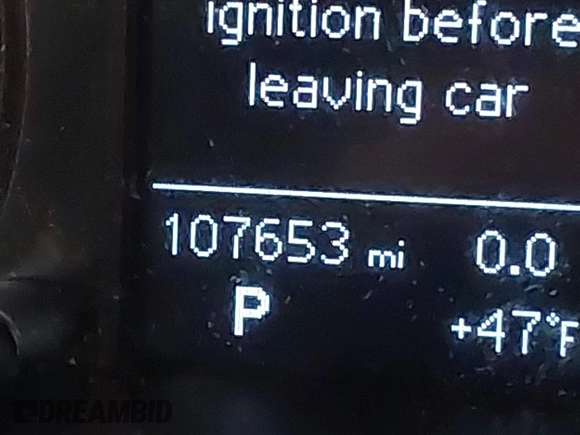 ignition before
leaving car
107653 mi 0.0
P +47°F
DREAMBID